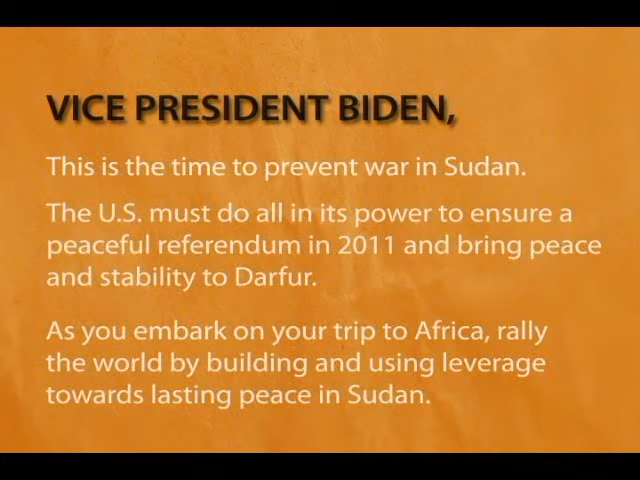 VICE PRESIDENT BIDEN,
This is the time to prevent war in Sudan.
The U.S. must do all in its power to ensure a
peaceful referendum in 2011 and bring peace
and stability to Darfur.
As you embark on your trip to Africa, rally
the world by building and using leverage
towards lasting peace in Sudan.